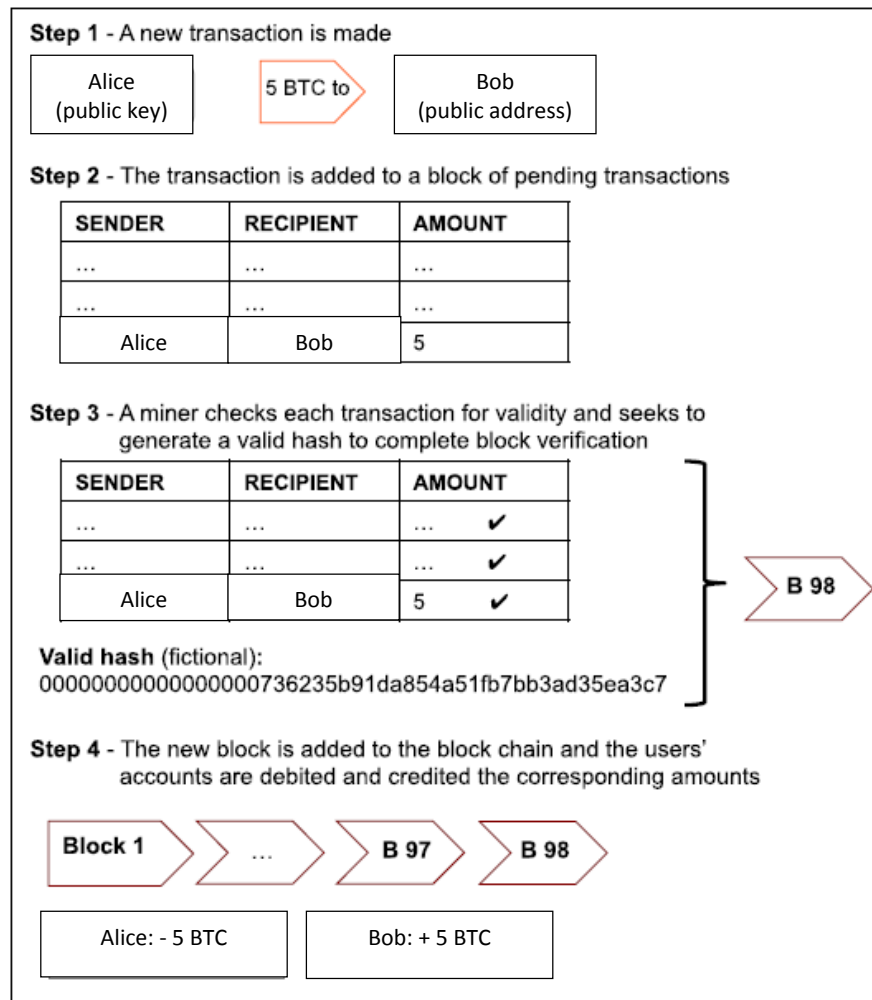 Step 1 - A new transaction is made
Alice
(public key)
5 BTC to
Bob
(public address)
Step 2 - The transaction is added to a block of pending transactions
SENDER RECIPIENT AMOUNT
... ... ...
... ... ...
Alice Bob 5
Step 3 - A miner checks each transaction for validity and seeks to
generate a valid hash to complete block verification
SENDER RECIPIENT AMOUNT
... ... ... ✔
... ... ... ✔
Alice Bob 5 ✔
B 98
Valid hash (fictional):
00000000000000000736235b91da854a51fb7bb3ad35ea3c7
Step 4 - The new block is added to the block chain and the users'
accounts are debited and credited the corresponding amounts
Block 1 ... B 97 B 98
Alice: - 5 BTC Bob: + 5 BTC